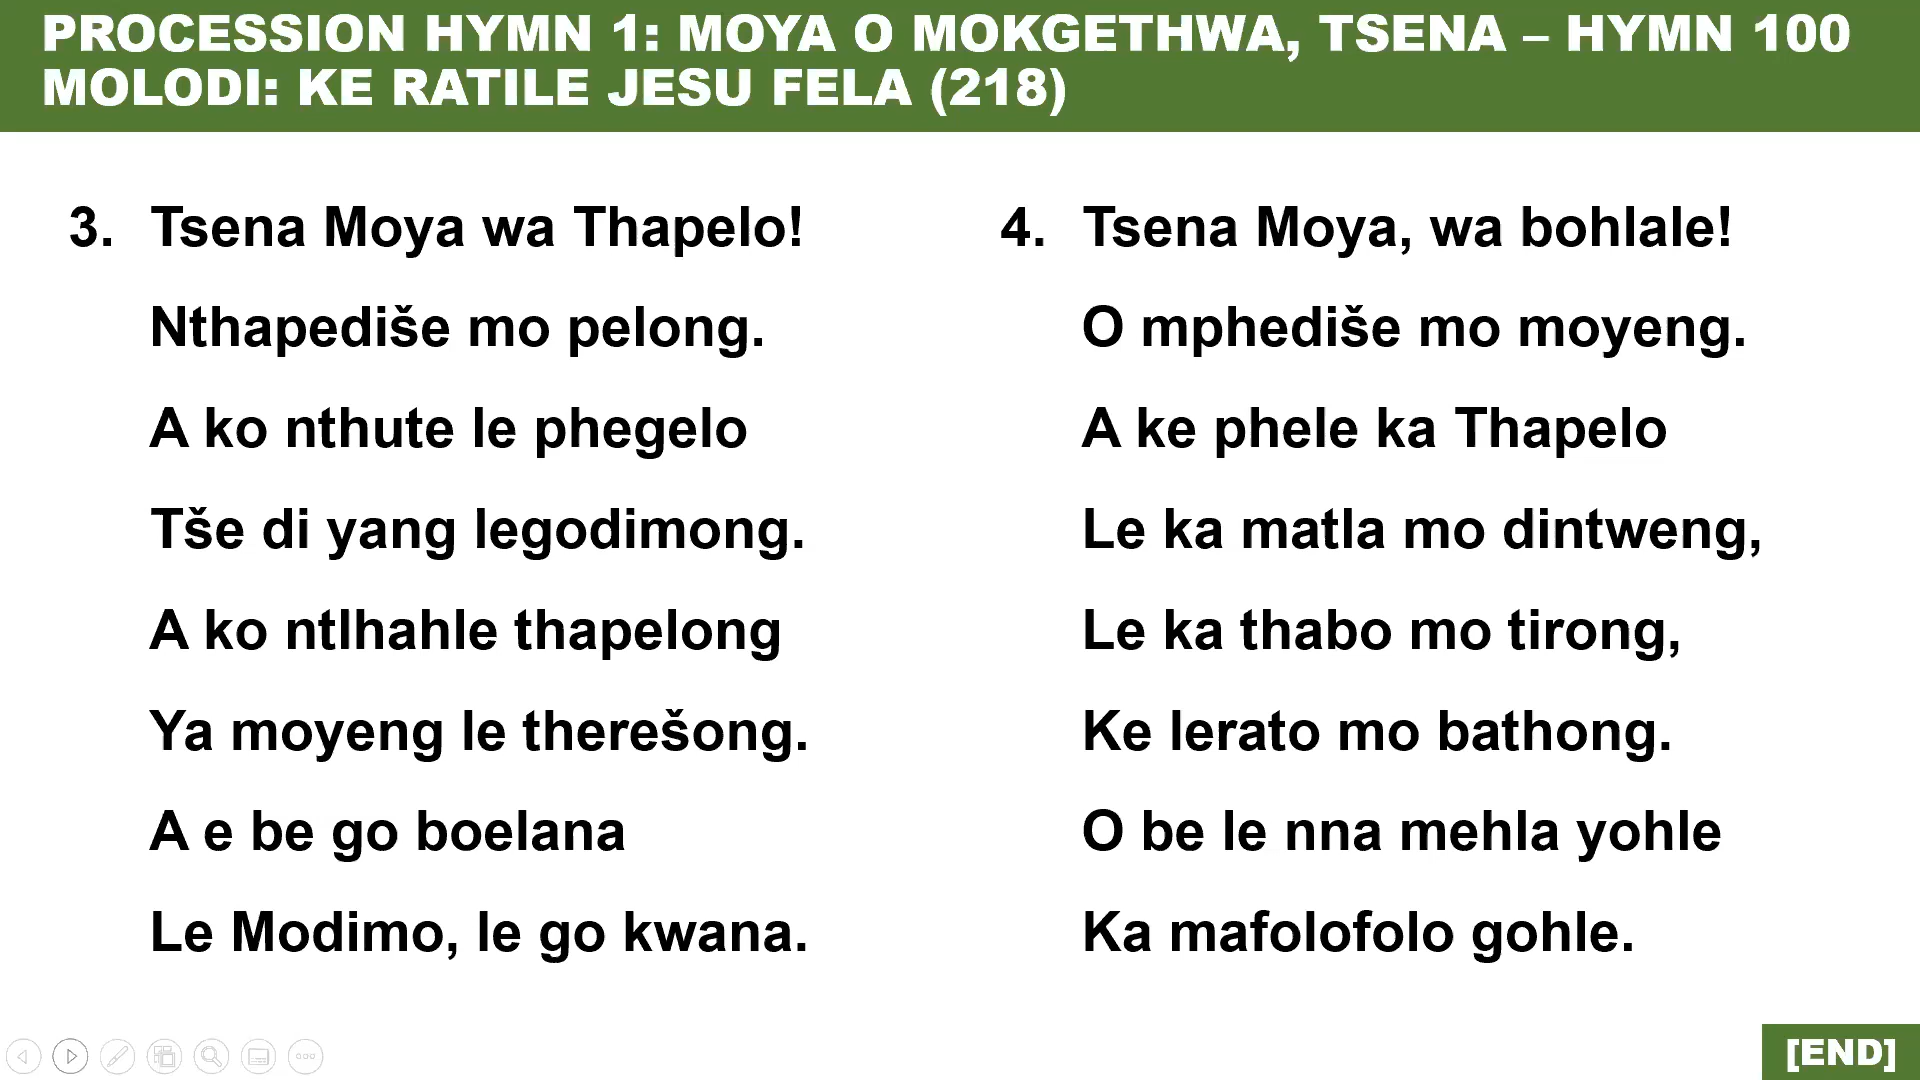 PROCESSION HYMN 1: MOYA O MOKGETHWA, TSENA – HYMN 100
MOLODI: KE RATILE JESU FELA (218)
3. Tsena Moya wa Thapelo!
Nthapediše mo pelong.
A ko nthute le phegelo
Tše di yang legodimong.
A ko ntlhahle thapelong
Ya moyeng le therešong.
A e be go boelana
Le Modimo, le go kwana.
4. Tsena Moya, wa bohlale!
O mphediše mo moyeng.
A ke phele ka Thapelo
Le ka matla mo dintweng,
Le ka thabo mo tirong,
Ke lerato mo bathong.
O be le nna mehla yohle
Ka mafolofolo gohle.
[END]